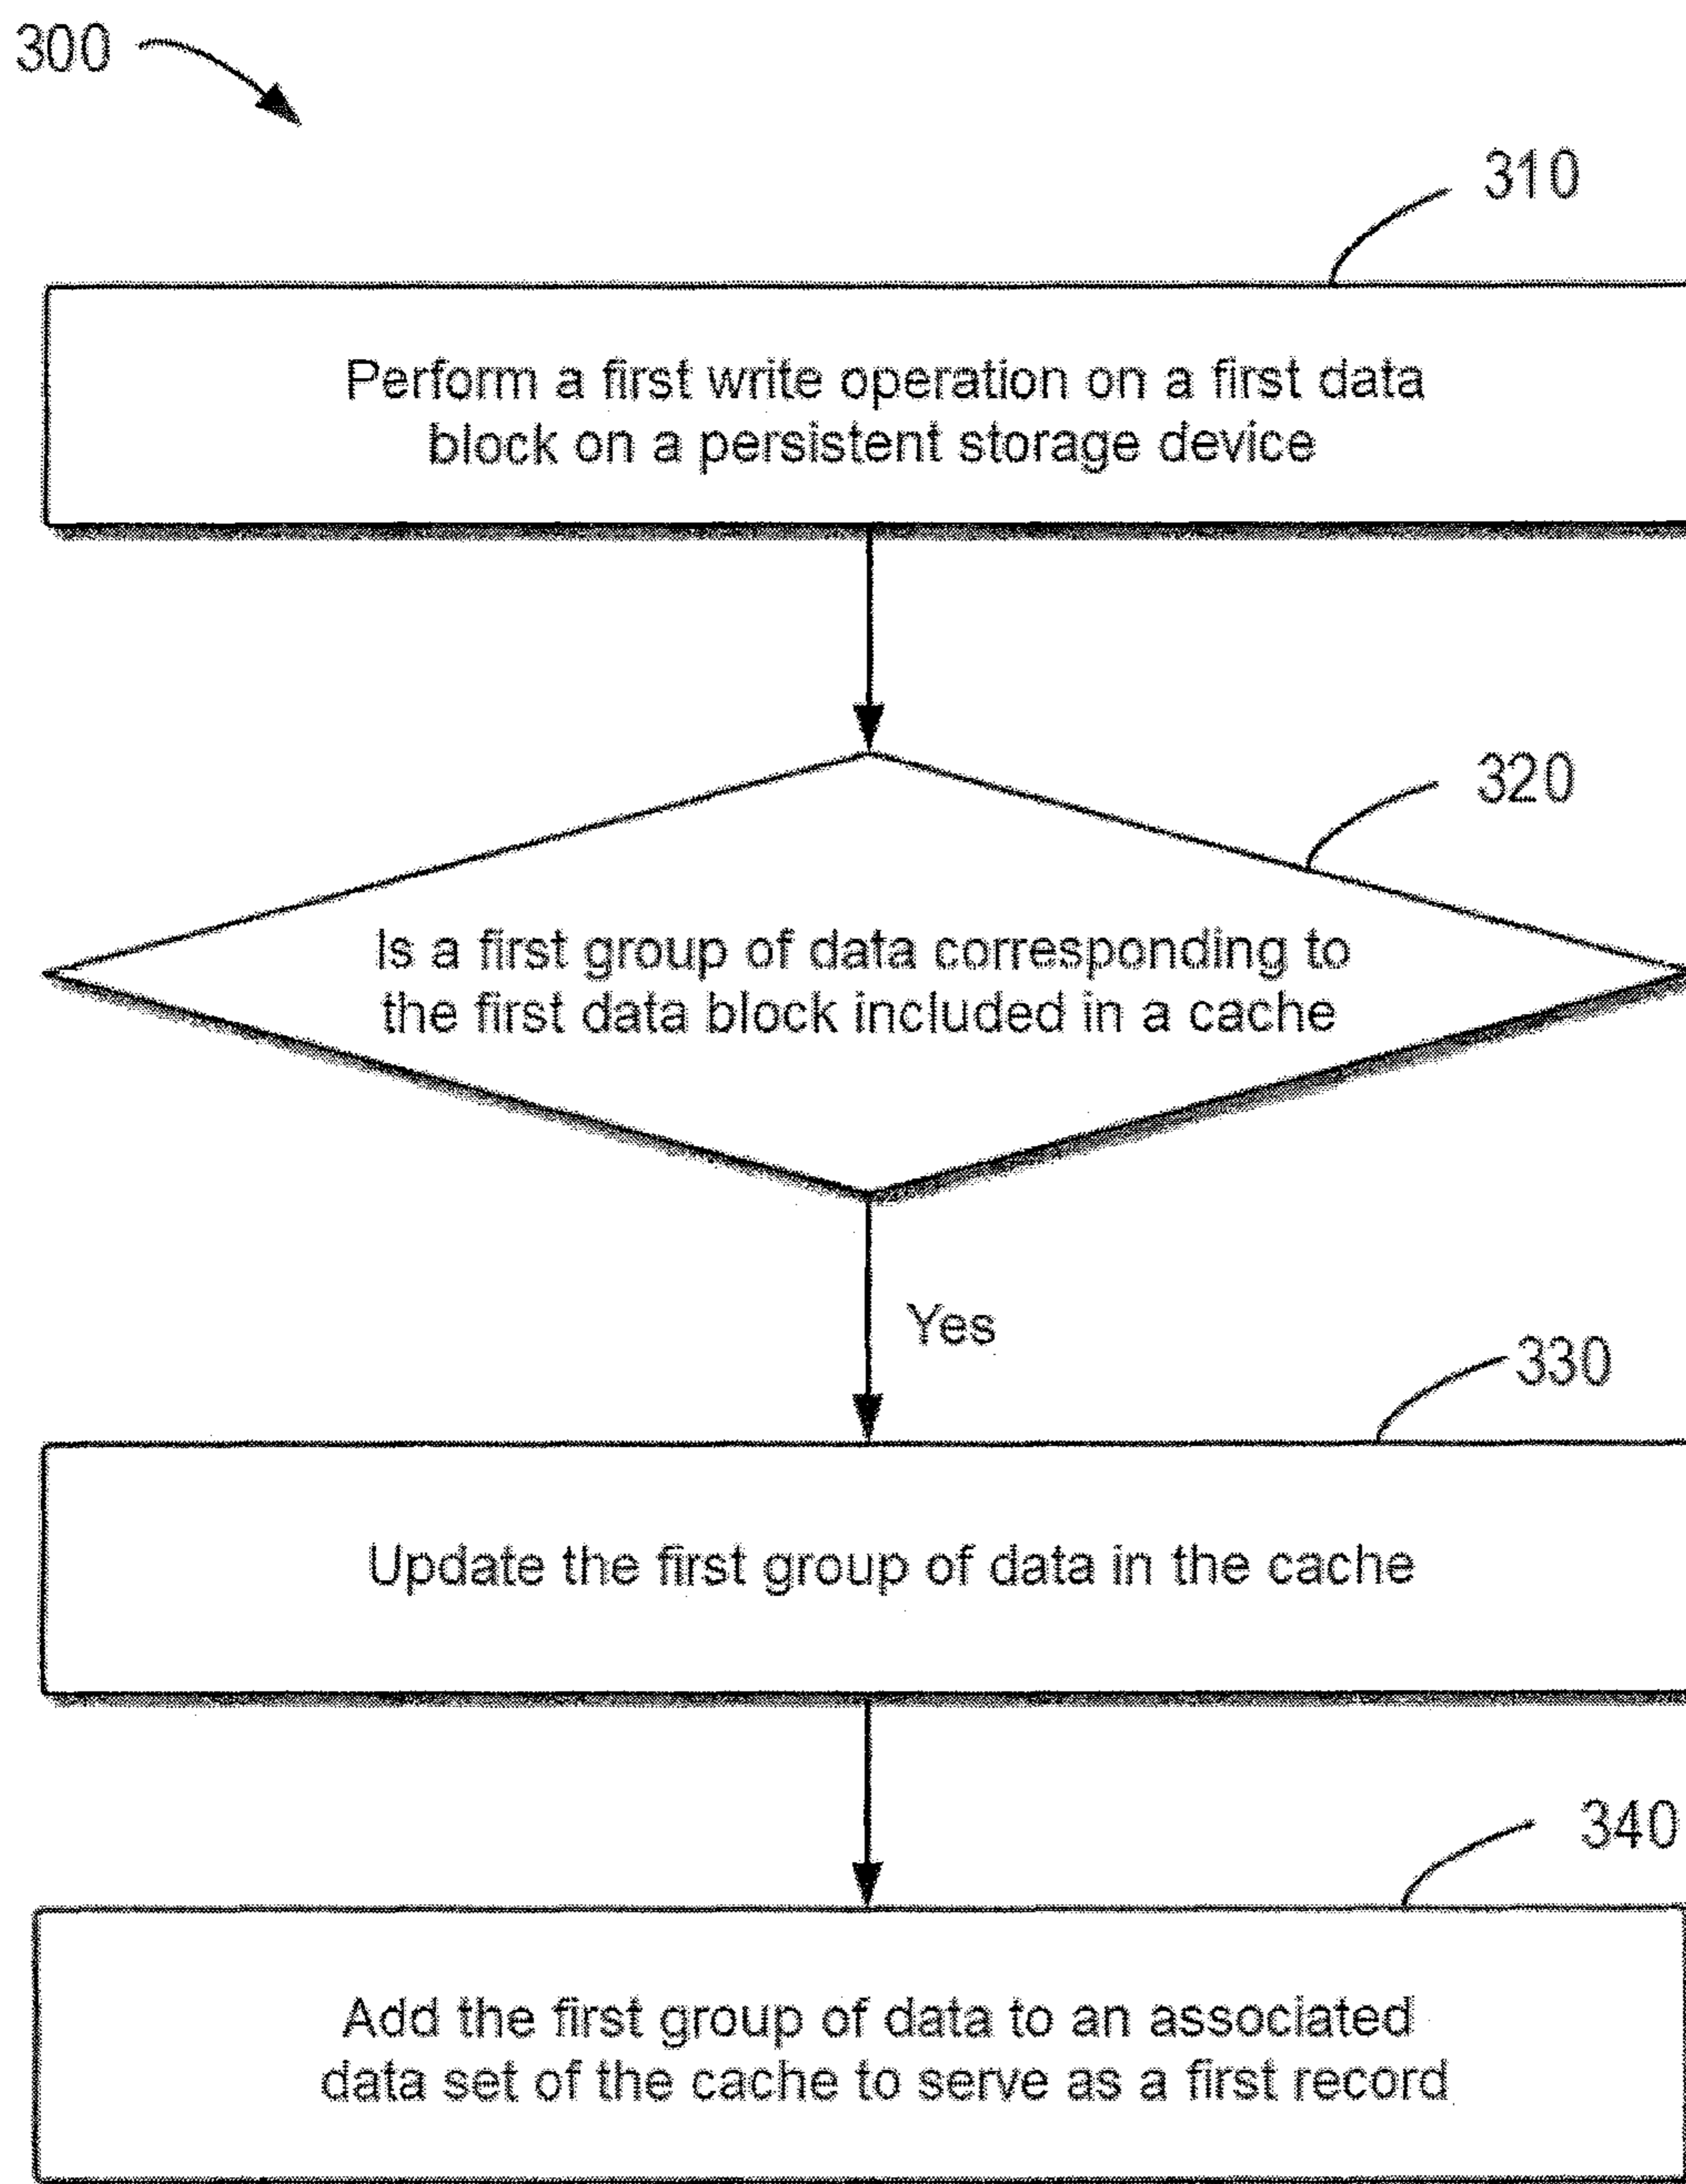 300
310
Perform a first write operation on a first data
block on a persistent storage device
320
Is a first group of data corresponding to
the first data block included in a cache
Yes
330
Update the first group of data in the cache
340
Add the first group of data to an associated
data set of the cache to serve as a first record